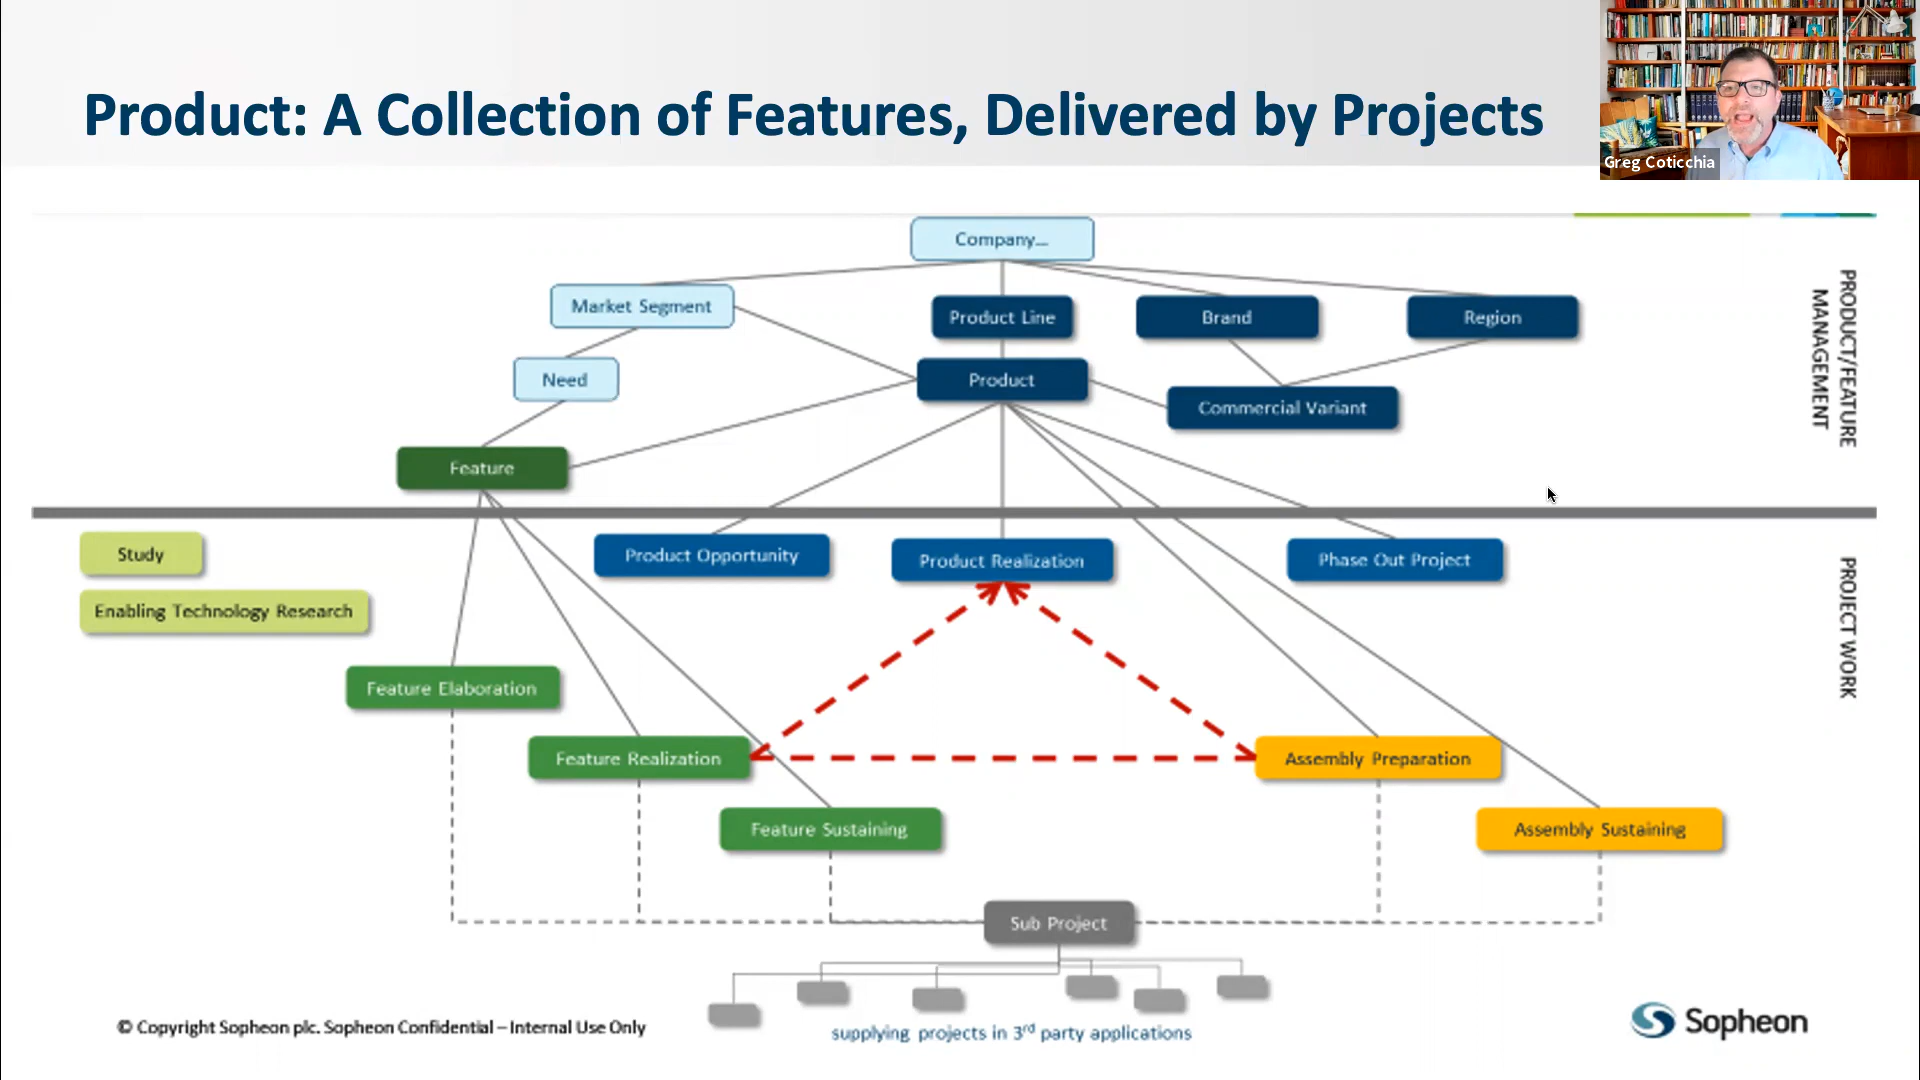 Product: A Collection of Features, Delivered by Projects
Greg Coticchia
Company...
Market Segment
Product Line
Brand
Region
Need
Product
Commercial Variant
Feature
PRODUCT/FEATURE
MANAGEMENT
Study
Product Opportunity
Product Realization
Phase Out Project
Enabling Technology Research
PROJECT WORK
Feature Elaboration
Feature Realization
Assembly Preparation
Feature Sustaining
Assembly Sustaining
Sub Project
© Copyright Sopheon plc. Sopheon Confidential – Internal Use Only
supplying projects in 3rd party applications
Sopheon